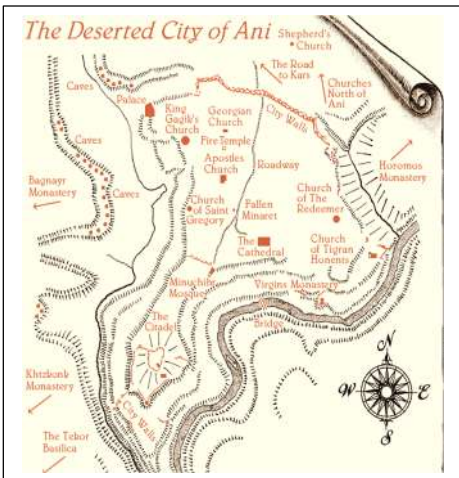 The Deserted City of Ani
Shepherd's
Church
The Road
to Kars
Churches
North of
Ani
Caves
Palace
King
Gagik's
Church
Georgian
Church
City Walls
Fire Temple
Caves
Apostles
Church
Roadway
Horomos
Monastery
Bagnayr
Monastery
Caves
Church
of Saint
Gregory
Fallen
Minaret
Church
of The
Redeemer
The
Cathedral
Church
of Tigran
Honenis
Minuchihr
Mosque
Virgins Monastery
The
Citadel
Bridge
N
W
E
S
Khtzkonk
Monastery
City Walls
The Tekor
Basilica